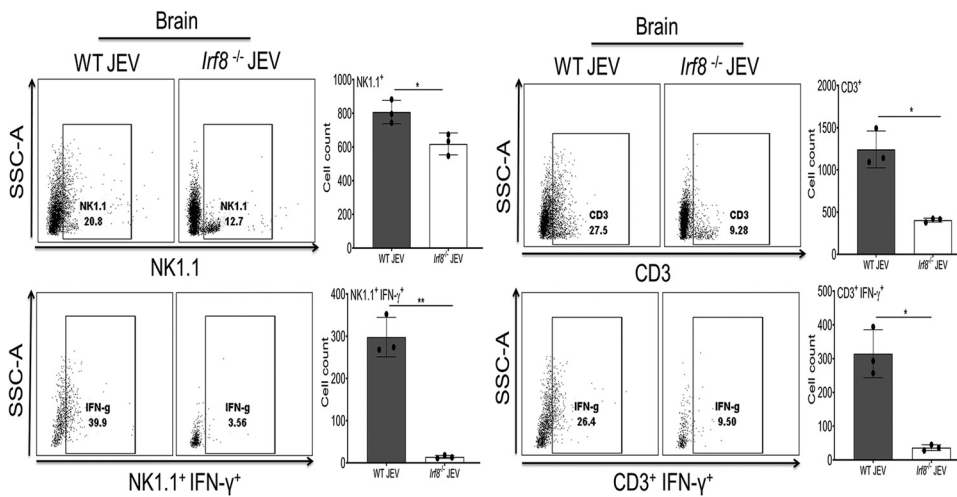 Brain
WT JEV
Irf8 -/- JEV
SSC-A
NK1.1
20.8
NK1.1
12.7
NK1.1
1000
800
600
400
200
0
Cell count
NK1.1+
*
WT JEV
Irf8-/- JEV
Brain
WT JEV
Irf8 -/- JEV
SSC-A
CD3
27.5
CD3
9.28
CD3
2000
1500
1000
500
0
Cell count
CD3+
*
WT JEV
Irf8-/- JEV
SSC-A
IFN-g
39.9
IFN-g
3.56
NK1.1+ IFN-γ+
400
300
200
100
0
Cell count
NK1.1+ IFN-γ+
**
WT JEV
Irf8-/- JEV
SSC-A
IFN-g
26.4
IFN-g
9.50
CD3+ IFN-γ+
500
400
300
200
100
0
Cell count
CD3+ IFN-γ+
*
WT JEV
Irf8-/- JEV